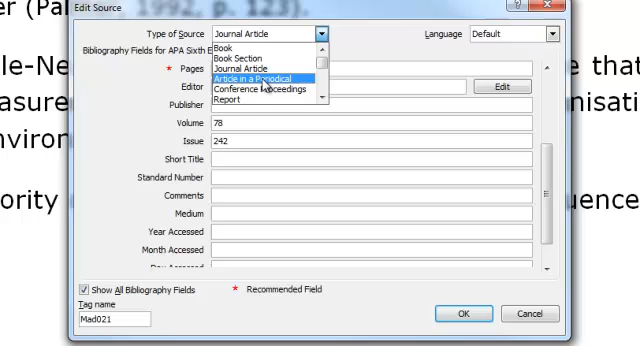 er (Pal , 1992, p. 123).
Edit Source
Type of Source Journal Article Language Default
Book
Bibliography Fields for APA Sixth E
Book Section
Journal Article
* Pages
Article in a Periodical
Editor Edit
Conference Proceedings
Report
Publisher
Volume 78
Issue 242
Short Title
Standard Number
Comments
Medium
Year Accessed
Month Accessed
Day Accessed
Show All Bibliography Fields * Recommended Field
Tag name
Mad021
OK Cancel
le-Ne
that
asure
nisati
nviron
ority
uence